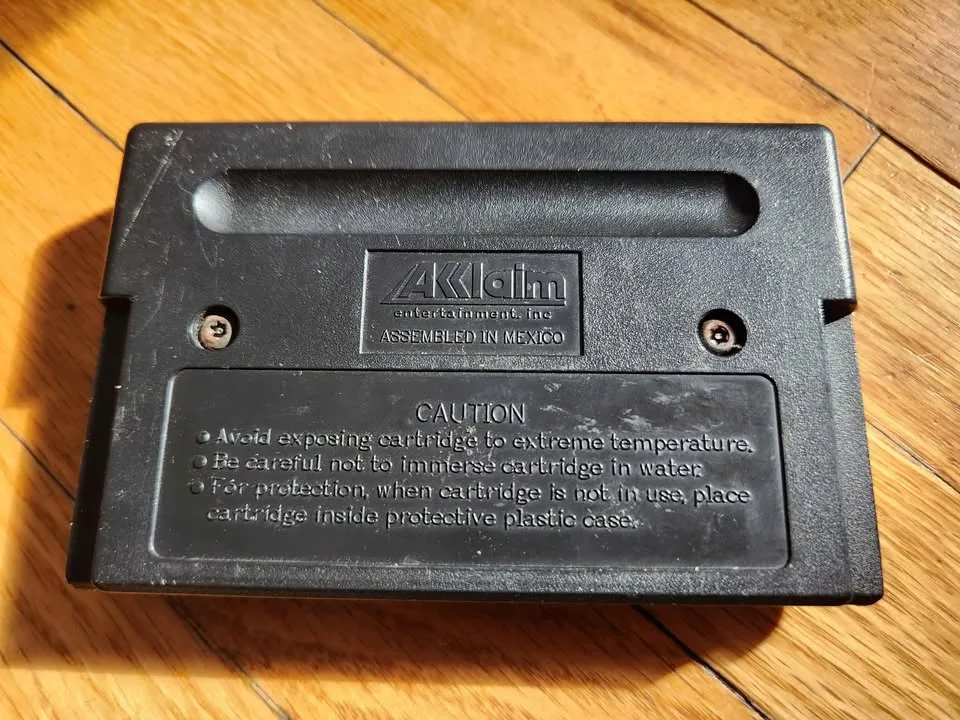 AKKlaim
entertainment. inc
ASSEMBLED IN MEXICO
CAUTION
● Avoid exposing cartridge to extreme temperature.
● Be careful not to immerse cartridge in water.
● For protection, when cartridge is not in use, place
cartridge inside protective plastic case.